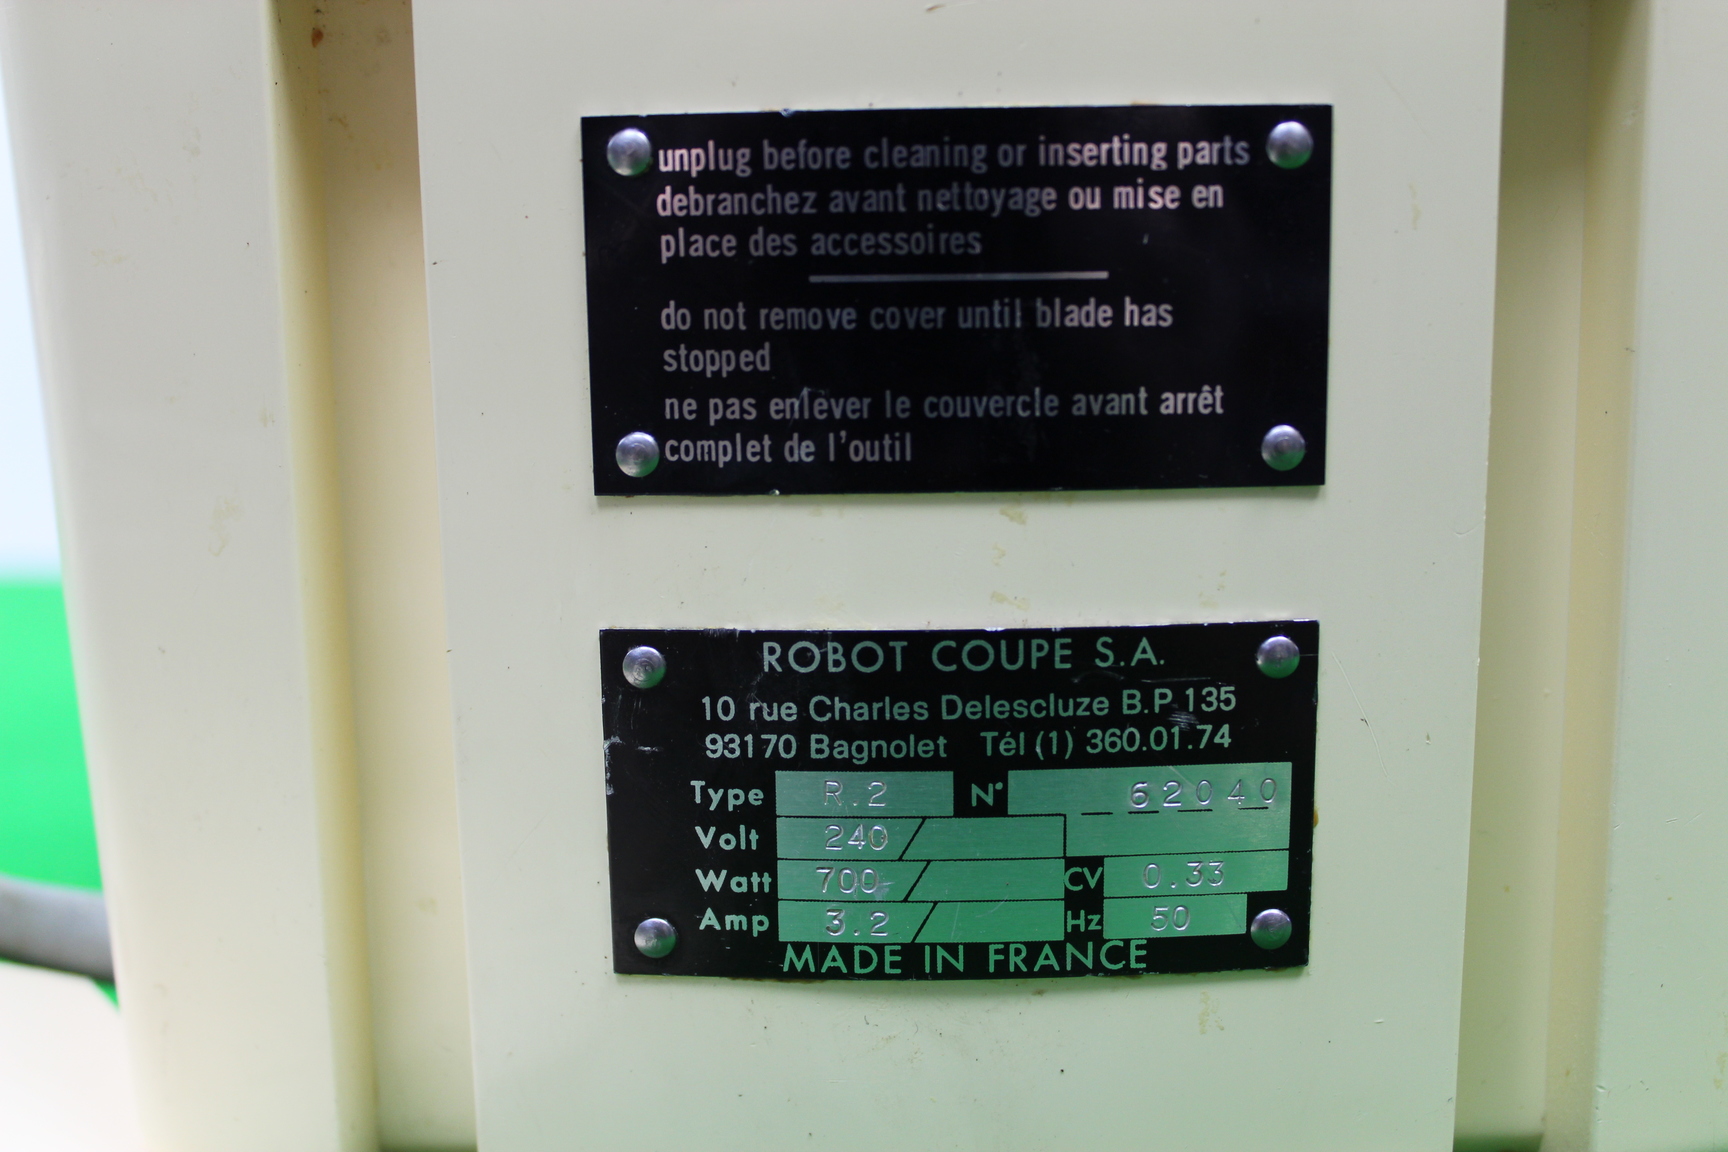 unplug before cleaning or inserting parts
debranchez avant nettoyage ou mise en
place des accessoires
do not remove cover until blade has
stopped
ne pas enlever le couvercle avant arrêt
complet de l'outil
ROBOT COUPE S.A.
10 rue Charles Delescluze B.P. 135
93170 Bagnolet Tél (1) 360.01.74
Type R.2 N° 62040
Volt 240 /
Watt 700 / CV 0.33
Amp 3.2 / Hz 50
MADE IN FRANCE